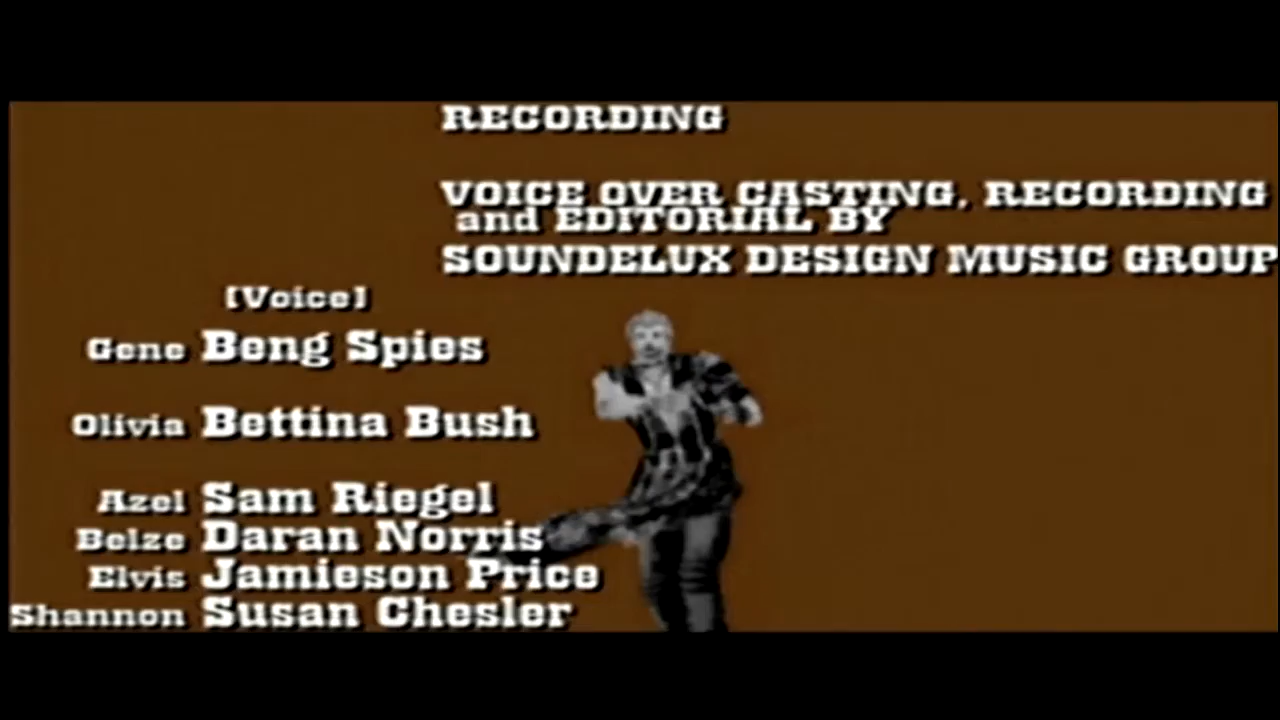 RECORDING
VOICE OVER CASTING, RECORDING
and EDITORIAL BY
SOUNDELUX DESIGN MUSIC GROUP
[Voice]
Gene Beng Spies
Olivia Bettina Bush
Azel Sam Riegel
Belze Daran Norris
Elvis Jamieson Price
Shannon Susan Chesler